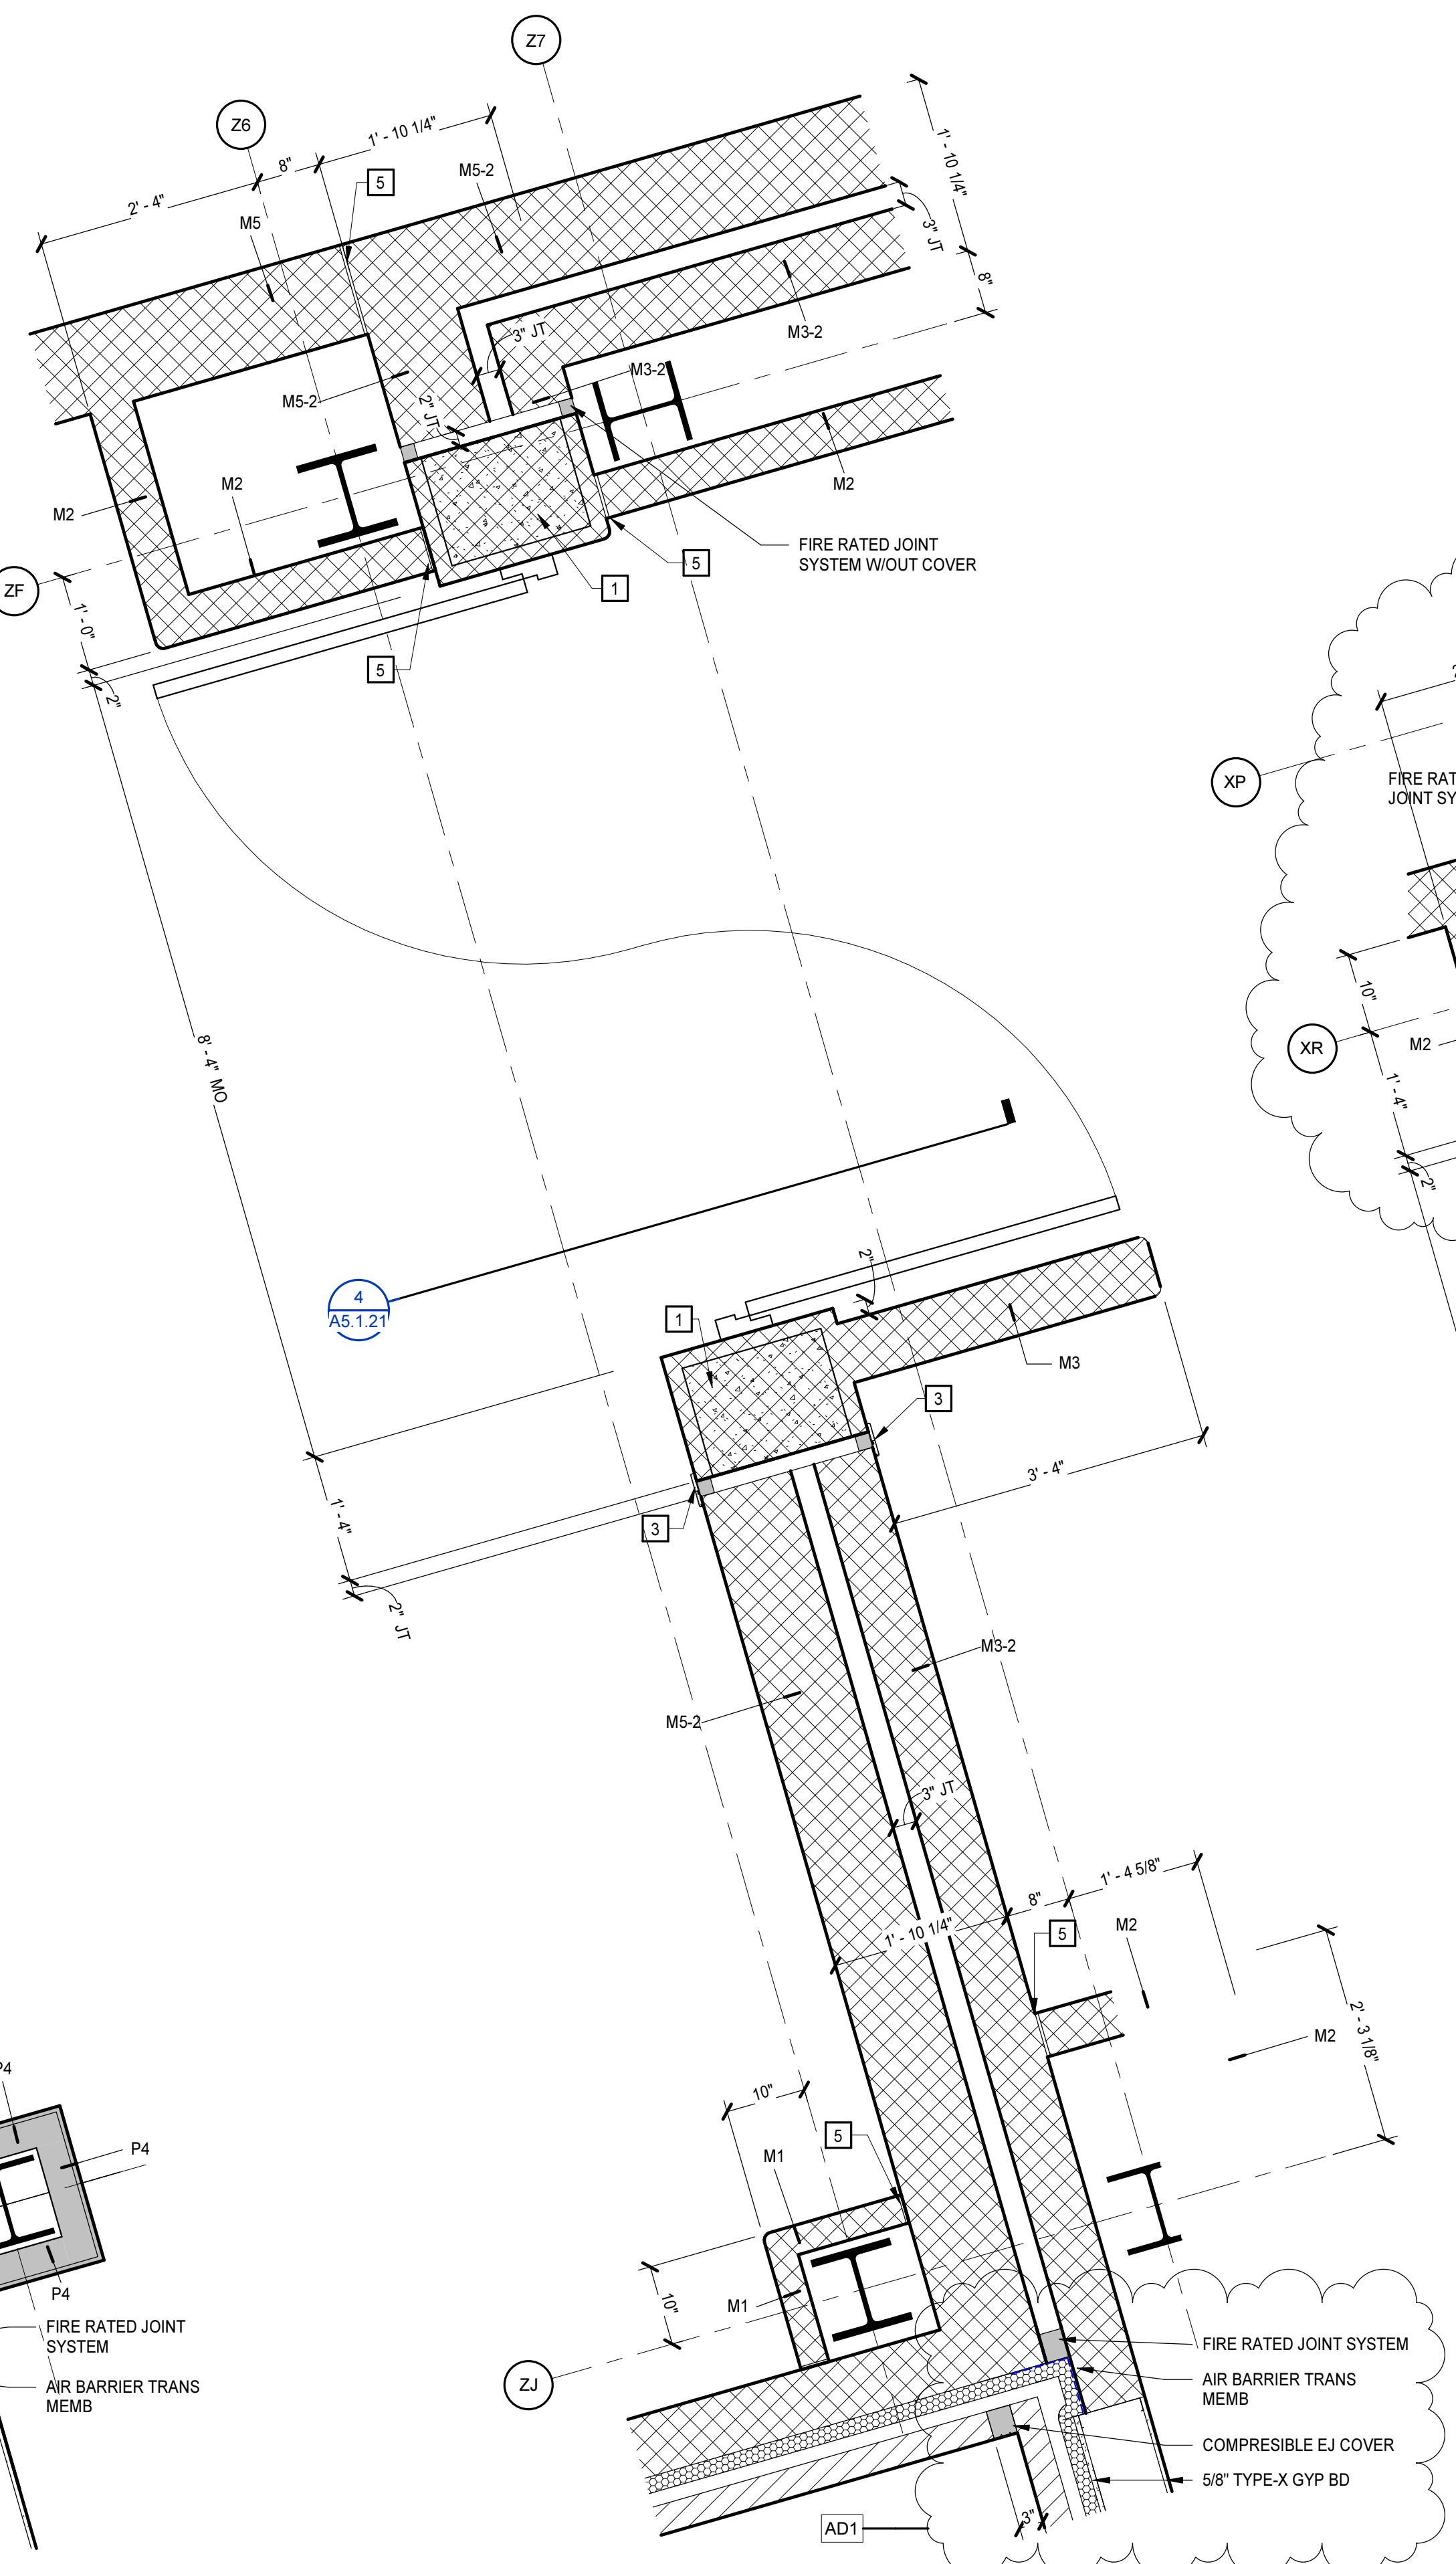 Z7
Z6
1' - 10 1/4"
8"
2' - 4"
5
M5-2
M5
1' - 10 1/4"
3" JT
8"
3" JT
M3-2
M3-2
M5-2
2" JT
M2
M2
M2
FIRE RATED JOINT
SYSTEM W/OUT COVER
5
1
ZF
1' - 0"
5
2"
XP
FIRE RAT
JOINT SY
10"
XR
M2
8' - 4" MO
1' - 4"
2"
2"
4
A5.1.21
1
M3
3
3' - 4"
1' - 4"
3
2" JT
M3-2
M5-2
3" JT
1' - 4 5/8"
8"
1' - 10 1/4"
5
M2
2' - 3 1/8"
M2
10"
5
M1
P4
P4
10"
M1
P4
FIRE RATED JOINT
SYSTEM
AIR BARRIER TRANS
MEMB
ZJ
FIRE RATED JOINT SYSTEM
AIR BARRIER TRANS
MEMB
COMPRESIBLE EJ COVER
5/8" TYPE-X GYP BD
3"
AD1